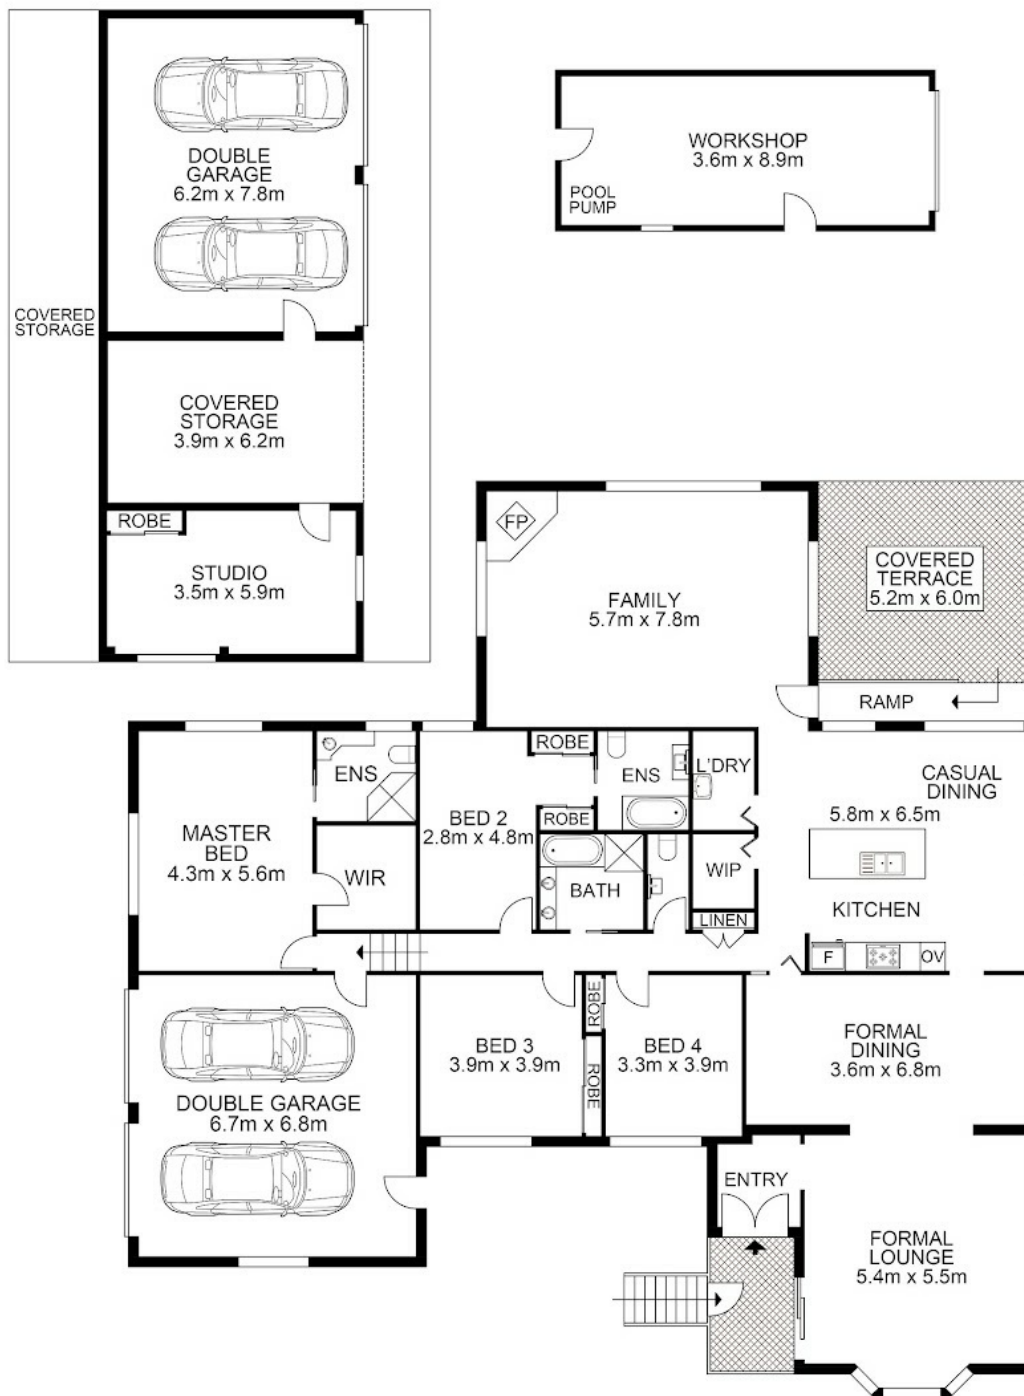 DOUBLE
GARAGE
6.2m x 7.8m
WORKSHOP
3.6m x 8.9m
POOL
PUMP
COVERED
STORAGE
COVERED
STORAGE
3.9m x 6.2m
ROBE
STUDIO
3.5m x 5.9m
FP
FAMILY
5.7m x 7.8m
COVERED
TERRACE
5.2m x 6.0m
RAMP
ENS
ROBE
ENS
L'DRY
CASUAL
DINING
5.8m x 6.5m
MASTER
BED
4.3m x 5.6m
WIR
BED 2
2.8m x 4.8m
ROBE
BATH
WIP
LINEN
KITCHEN
F
OV
DOUBLE GARAGE
6.7m x 6.8m
BED 3
3.9m x 3.9m
ROBE
ROBE
BED 4
3.3m x 3.9m
FORMAL
DINING
3.6m x 6.8m
ENTRY
FORMAL
LOUNGE
5.4m x 5.5m